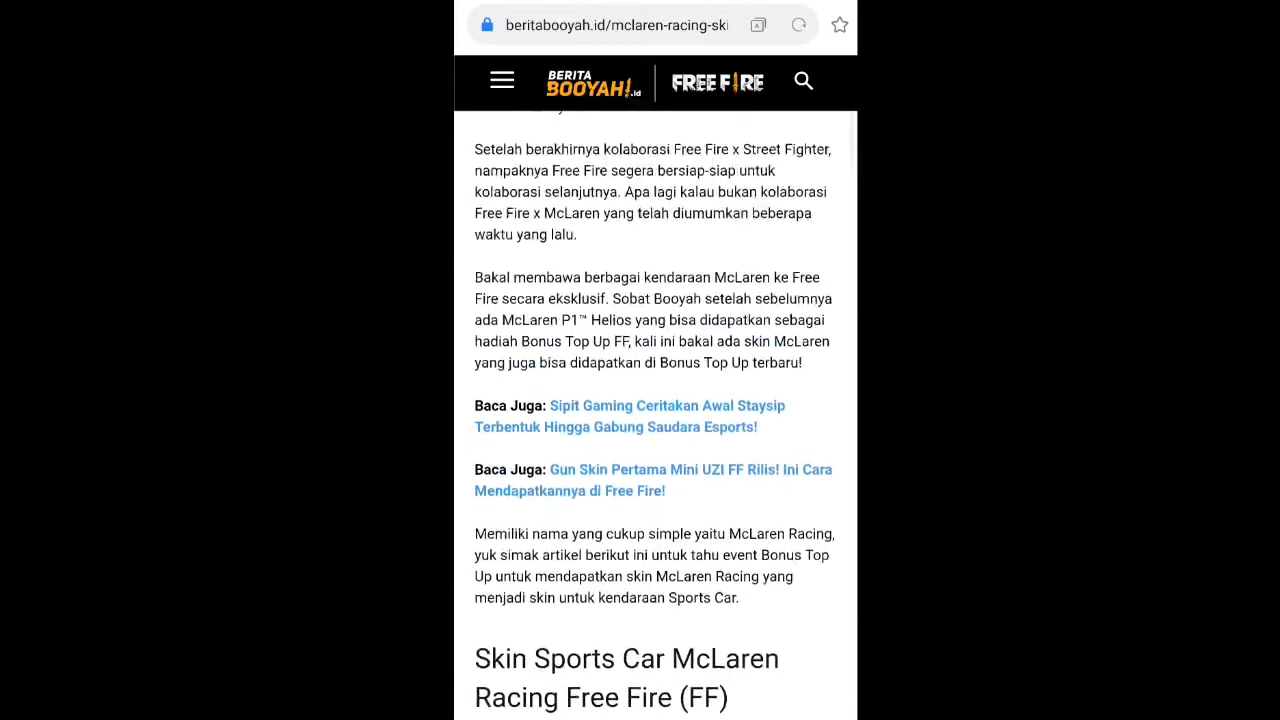 beritabooyah.id/mclaren-racing-ski
BERITA
BOOYAH!.id
FREE FIRE
Setelah berakhirnya kolaborasi Free Fire x Street Fighter,
nampaknya Free Fire segera bersiap-siap untuk
kolaborasi selanjutnya. Apa lagi kalau bukan kolaborasi
Free Fire x McLaren yang telah diumumkan beberapa
waktu yang lalu.
Bakal membawa berbagai kendaraan McLaren ke Free
Fire secara eksklusif. Sobat Booyah setelah sebelumnya
ada McLaren P1™ Helios yang bisa didapatkan sebagai
hadiah Bonus Top Up FF, kali ini bakal ada skin McLaren
yang juga bisa didapatkan di Bonus Top Up terbaru!
Baca Juga: Sipit Gaming Ceritakan Awal Staysip
Terbentuk Hingga Gabung Saudara Esports!
Baca Juga: Gun Skin Pertama Mini UZI FF Rilis! Ini Cara
Mendapatkannya di Free Fire!
Memiliki nama yang cukup simple yaitu McLaren Racing,
yuk simak artikel berikut ini untuk tahu event Bonus Top
Up untuk mendapatkan skin McLaren Racing yang
menjadi skin untuk kendaraan Sports Car.
Skin Sports Car McLaren
Racing Free Fire (FF)